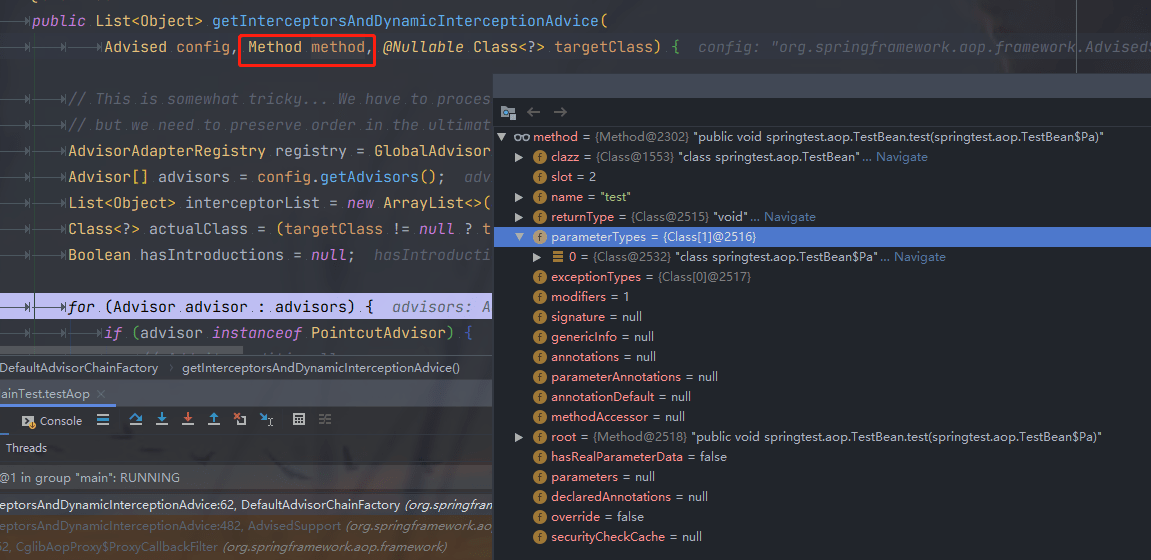 public List<Object> getInterceptorsAndDynamicInterceptionAdvice(
Advised config, Method method, @Nullable Class<?> targetClass) { config: "org.springframework.aop.framework.AdvisedS
// This is somewhat tricky... We have to proces
// but we need to preserve order in the ultimat
AdvisorAdapterRegistry registry = GlobalAdvisor
Advisor[] advisors = config.getAdvisors(); adv
List<Object> interceptorList = new ArrayList<>(
Class<?> actualClass = (targetClass != null ? t
Boolean hasIntroductions = null; hasIntroducti
for (Advisor advisor : advisors) { advisors: A
if (advisor instanceof PointcutAdvisor) {
DefaultAdvisorChainFactory › getInterceptorsAndDynamicInterceptionAdvice()
ainTest.testAop ×
Console
Threads
@1 in group "main": RUNNING
ceptorsAndDynamicInterceptionAdvice:62, DefaultAdvisorChainFactory (org.springfram
eptorsAndDynamicInterceptionAdvice:482, AdvisedSupport (org.springframework.ao
62, CglibAopProxy$ProxyCallbackFilter (org.springframework.aop.framework)
method = {Method@2302} "public void springtest.aop.TestBean.test(springtest.aop.TestBean$Pa)"
clazz = {Class@1553} "class springtest.aop.TestBean"... Navigate
slot = 2
name = "test"
returnType = {Class@2515} "void"... Navigate
parameterTypes = {Class[1]@2516}
0 = {Class@2532} "class springtest.aop.TestBean$Pa"... Navigate
exceptionTypes = {Class[0]@2517}
modifiers = 1
signature = null
genericInfo = null
annotations = null
parameterAnnotations = null
annotationDefault = null
methodAccessor = null
root = {Method@2518} "public void springtest.aop.TestBean.test(springtest.aop.TestBean$Pa)"
hasRealParameterData = false
parameters = null
declaredAnnotations = null
override = false
securityCheckCache = null